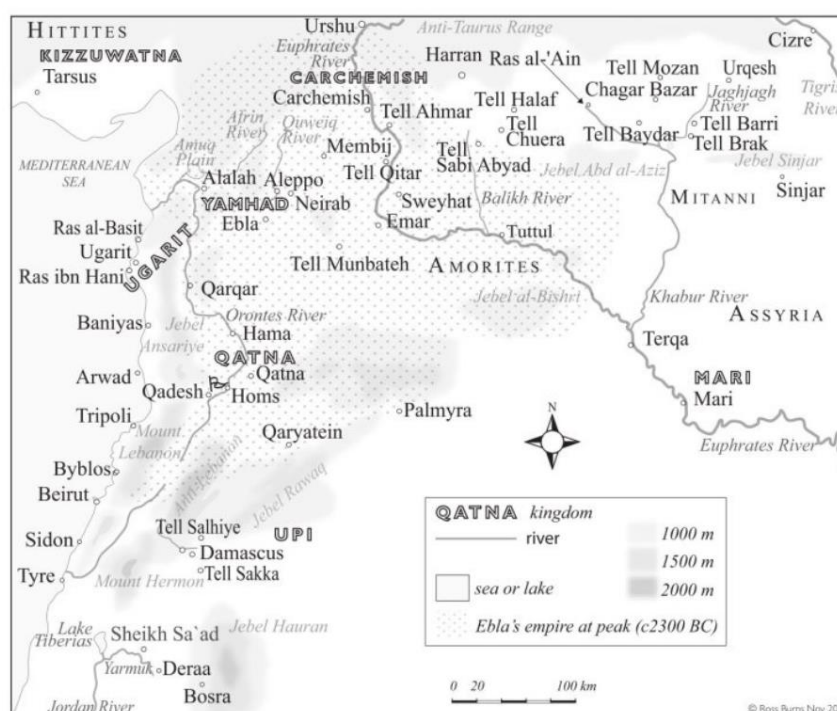 HITTITES
KIZZUWATNA
Tarsus
Urshu
Euphrates
River
Anti-Taurus Range
Cizre
CARCHEMISH
Carchemish
Harran
Ras al-'Ain
Tell Mozan
Chagar Bazar
Urqesh
Jaghjagh
River
Tigris
River
Afrin
River
Quweiq
River
Tell Ahmar
Tell Halaf
Tell
Chuera
Tell Baydar
Tell Barri
Tell Brak
Amuq
Plain
Membij
Tell Qitar
Tell
Sabi Abyad
Jebel Abd al-Aziz
Jebel Sinjar
Sinjar
MEDITERRANEAN
SEA
Alalah
Aleppo
YAMHAD
Neirab
Ebla
Sweyhat
Balikh River
MITANNI
Emar
Tuttul
Ras al-Basit
Ugarit
Ras ibn Hani
UGARIT
Tell Munbateh
AMORITES
Qarqar
Jebel al-Bishri
Khabur River
ASSYRIA
Baniyas
Jebel
Ansariye
Orontes River
Hama
Terqa
QATNA
Qatna
MARI
Mari
Arwad
Qadesh
Homs
Palmyra
Tripoli
Mount
Lebanon
Qaryatein
N
Euphrates River
Byblos
Beirut
Anti-Lebanon
Jebel Rawaq
Sidon
Tell Salhiye
UPI
Damascus
Tell Sakka
Tyre
Mount Hermon
Lake
Tiberias
Sheikh Sa`ad
Jebel Hauran
Yarmuk
Deraa
Bosra
Jordan River
QATNA kingdom
river
sea or lake
1000 m
1500 m
2000 m
Ebla's empire at peak (c2300 BC)
0 20 100 km
© Ross Burns Nov 20